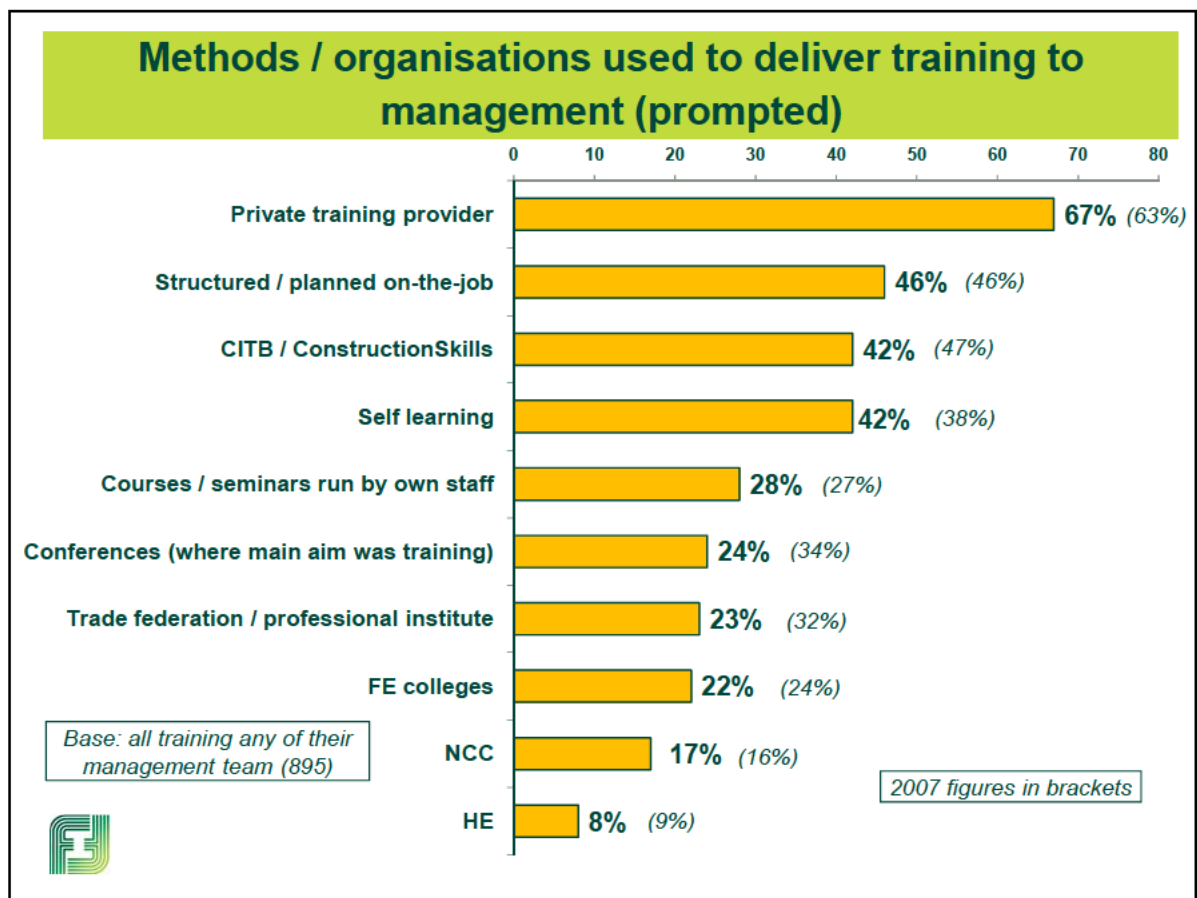 Methods / organisations used to deliver training to
management (prompted)
0 10 20 30 40 50 60 70 80
Private training provider 67% (63%)
Structured / planned on-the-job 46% (46%)
CITB / ConstructionSkills 42% (47%)
Self learning 42% (38%)
Courses / seminars run by own staff 28% (27%)
Conferences (where main aim was training) 24% (34%)
Trade federation / professional institute 23% (32%)
FE colleges 22% (24%)
NCC 17% (16%)
HE 8% (9%)
Base: all training any of their
management team (895)
2007 figures in brackets